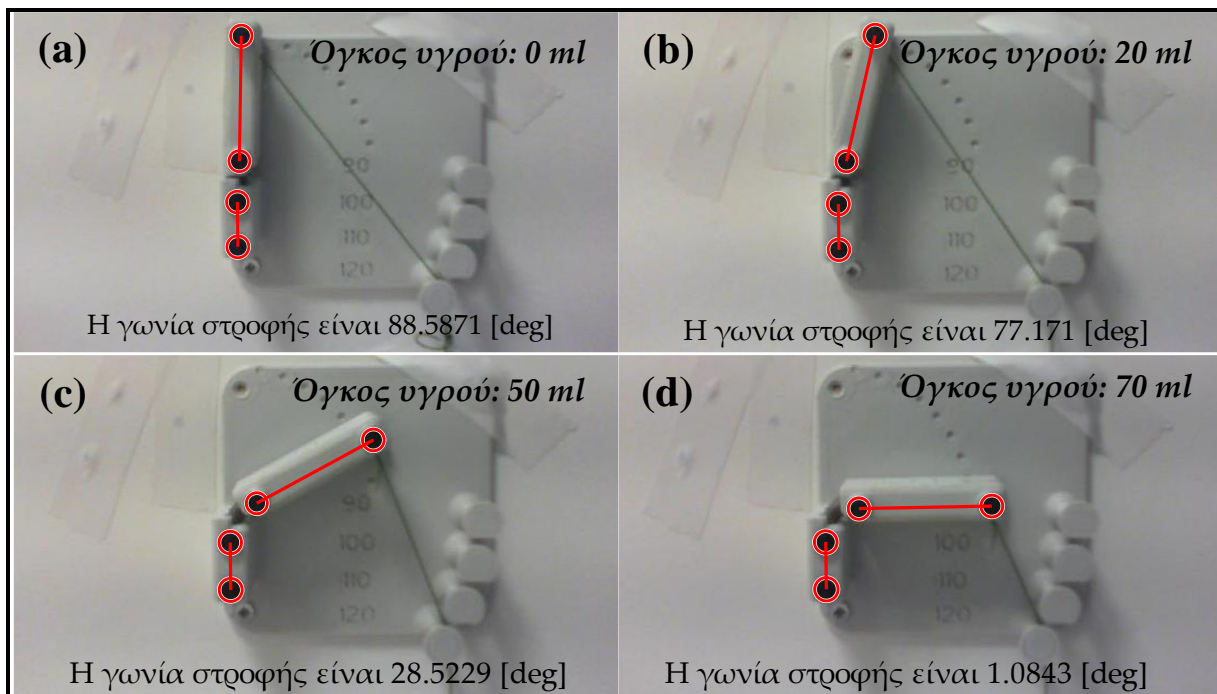 (a)
Όγκος υγρού: 0 ml
90
100
110
120
Η γωνία στροφής είναι 88.5871 [deg]
(b)
Όγκος υγρού: 20 ml
90
100
110
120
Η γωνία στροφής είναι 77.171 [deg]
(c)
Όγκος υγρού: 50 ml
90
100
110
120
Η γωνία στροφής είναι 28.5229 [deg]
(d)
Όγκος υγρού: 70 ml
100
110
120
Η γωνία στροφής είναι 1.0843 [deg]